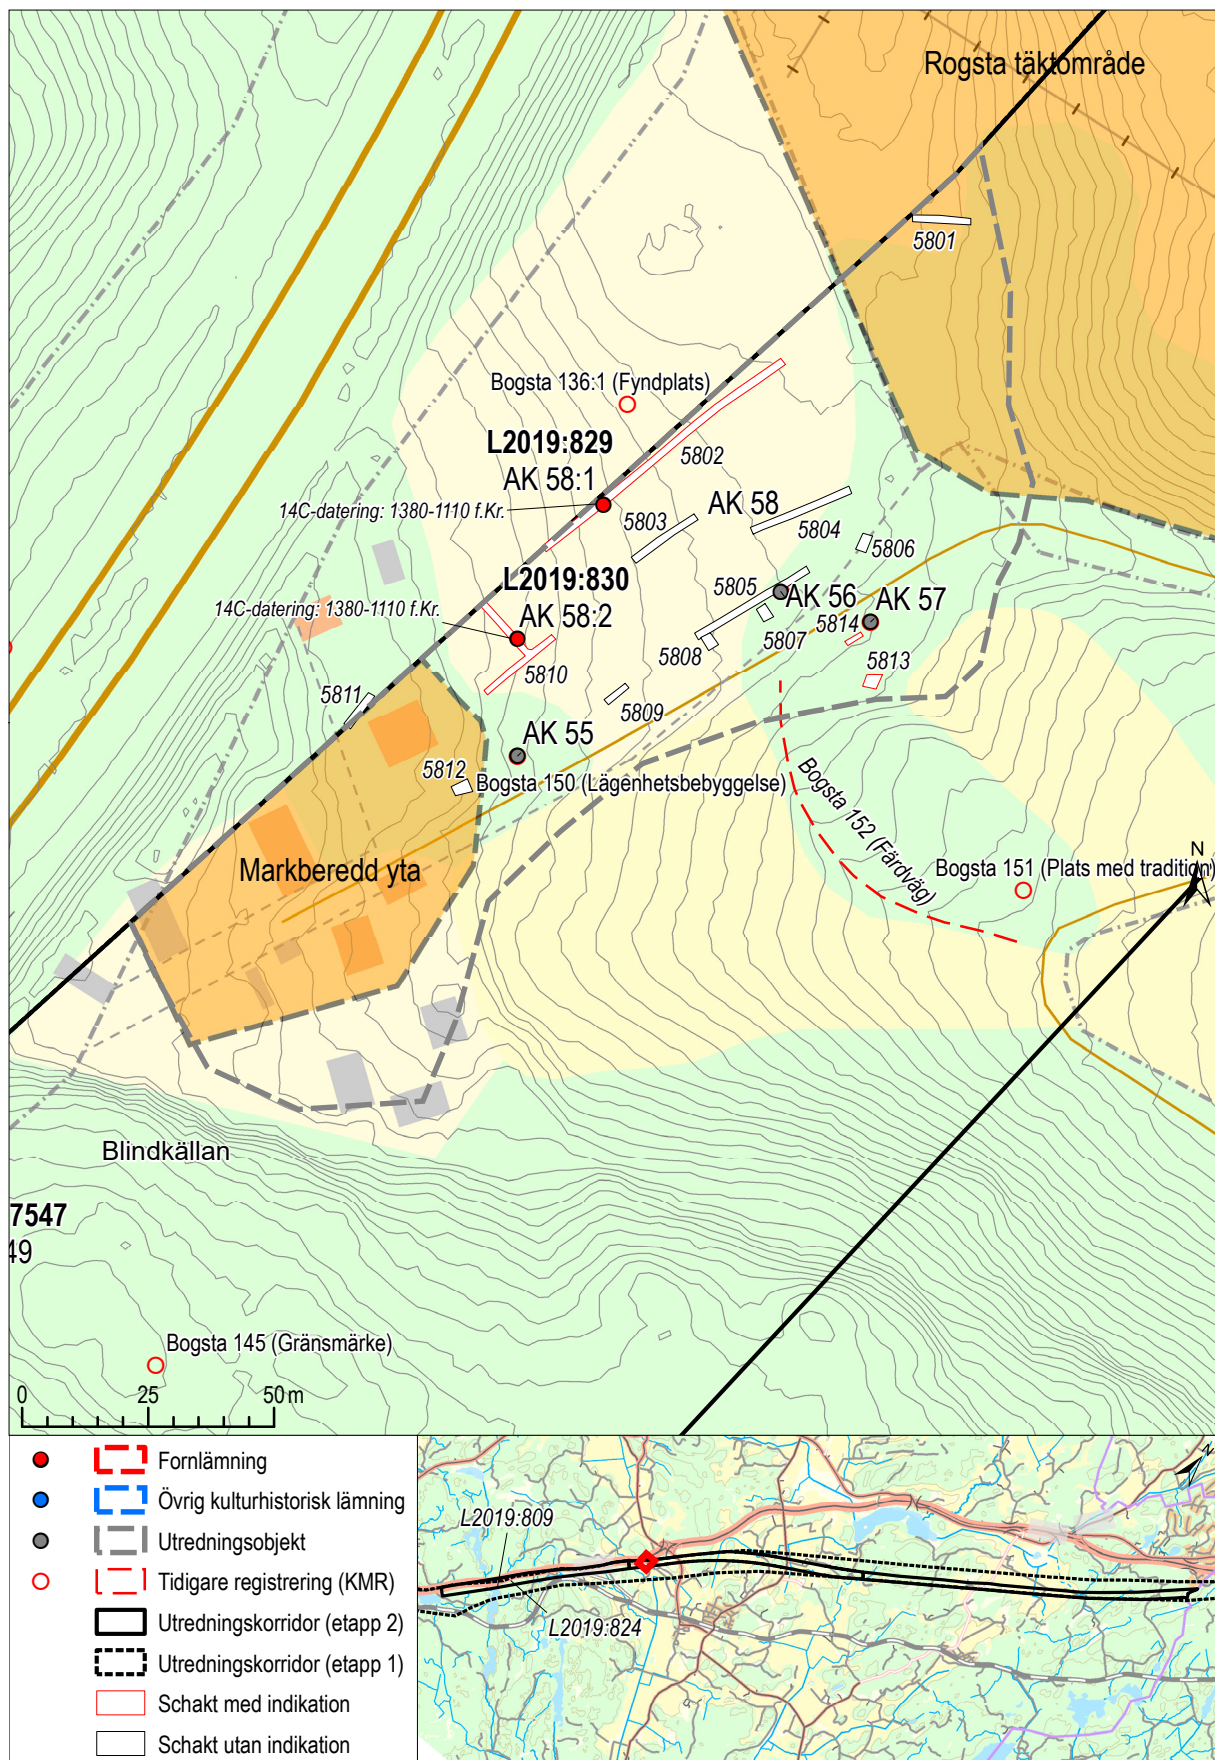 Rogsta täktområde
5801
Bogsta 136:1 (Fyndplats)
L2019:829
AK 58:1
5802
14C-datering: 1380-1110 f.Kr.
5803
AK 58
5804
5806
L2019:830
AK 58:2
14C-datering: 1380-1110 f.Kr.
5805
AK 56
AK 57
5814
5807
5808
5813
5810
5811
5809
AK 55
5812
Bogsta 150 (Lägenhetsbebyggelse)
Bogsta 152 (Färdväg)
Markberedd yta
Bogsta 151 (Plats med tradition)
N
Blindkällan
7547
49
Bogsta 145 (Gränsmärke)
0 25 50 m
Fornlämning
Övrig kulturhistorisk lämning
Utredningsobjekt
Tidigare registrering (KMR)
Utredningskorridor (etapp 2)
Utredningskorridor (etapp 1)
Schakt med indikation
Schakt utan indikation
L2019:809
L2019:824
N